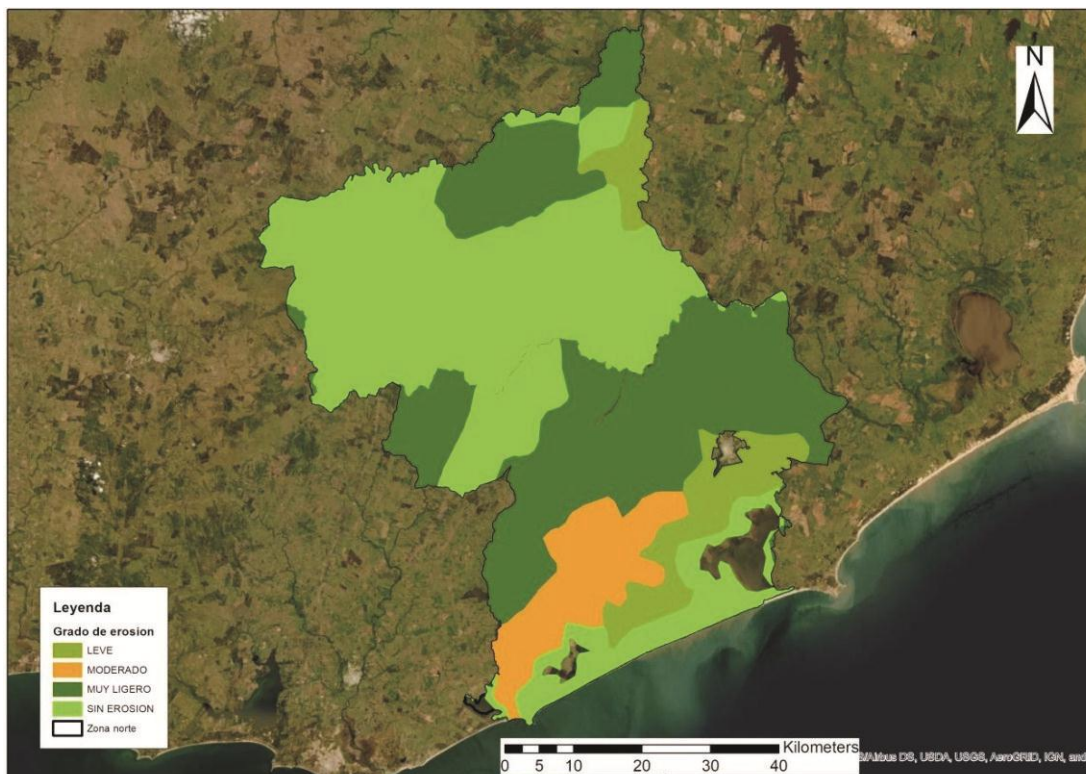 N
Leyenda
Grado de erosion
LEVE
MODERADO
MUY LIGERO
SIN EROSION
Zona norte
Kilometers
0 5 10 20 30 40
DS, USDA, USGS, AeroGRID, IGN, and